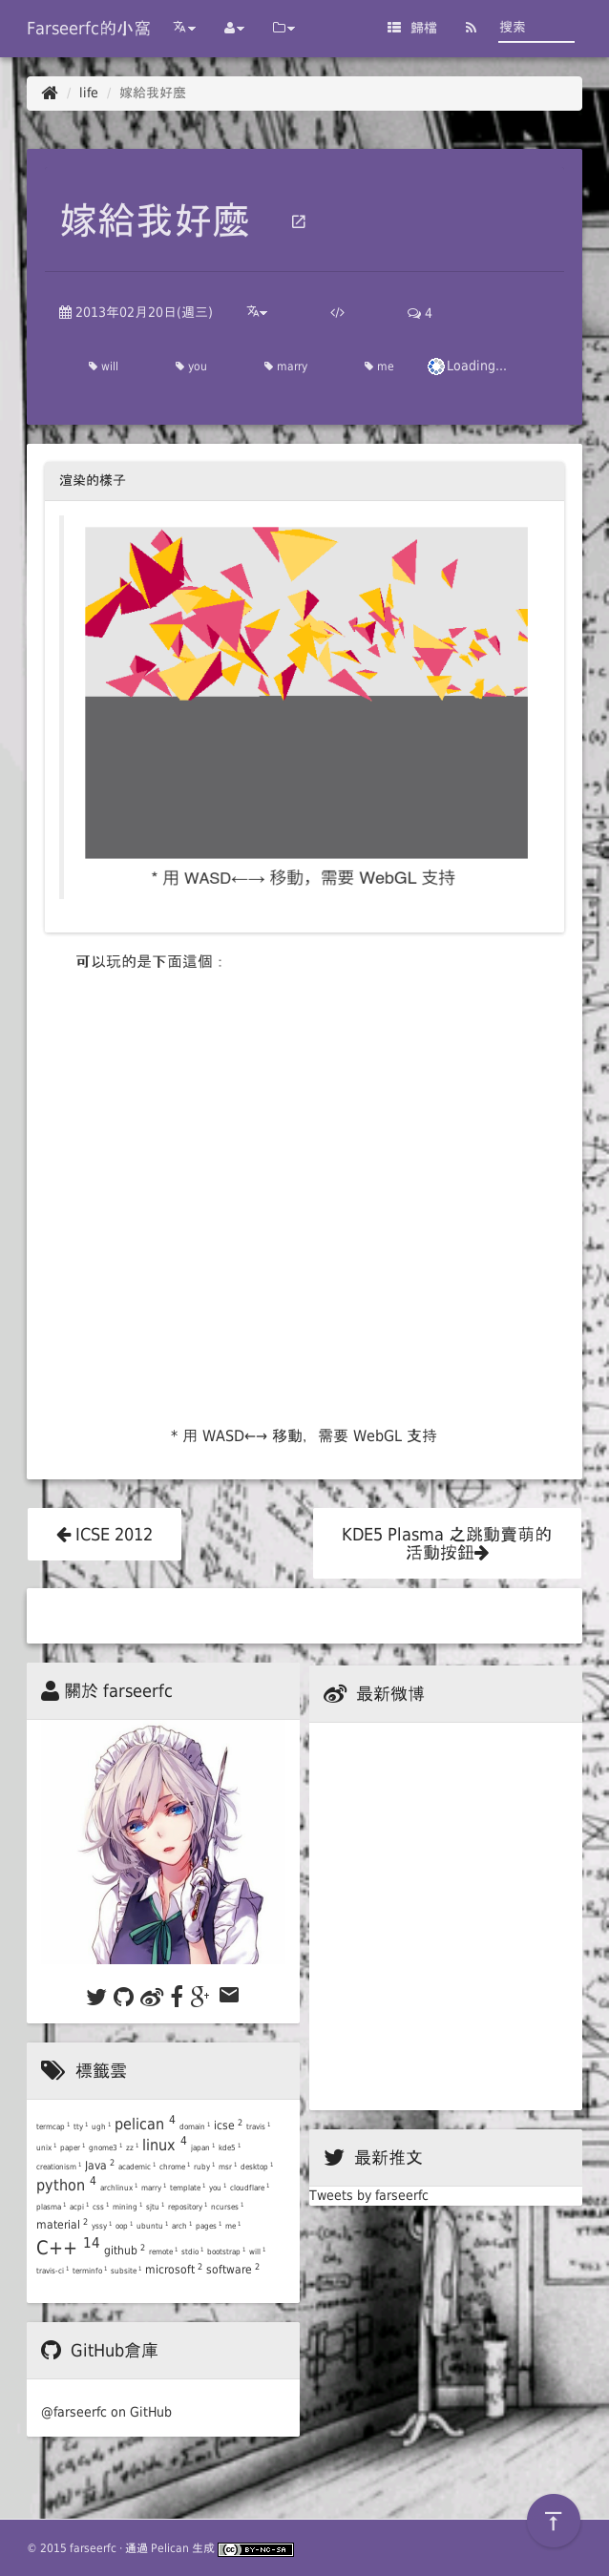 Farseerfc的小窩
歸檔
搜索
life / 嫁給我好麼
嫁給我好麼
2013年02月20日(週三)
4
will you marry me Loading...
渲染的樣子
* 用 WASD←→ 移動，需要 WebGL 支持
可以玩的是下面這個：
* 用 WASD←→ 移動，需要 WebGL 支持
ICSE 2012
KDE5 Plasma 之跳動賣萌的
活動按鈕
關於 farseerfc
標籤雲
termcap 1 tty 1 ugh 1 pelican 4 domain 1 icse 2 travis 1
unix 1 paper 1 gnome3 1 zz 1 linux 4 japan 1 kde5 1
creationism 1 Java 2 academic 1 chrome 1 ruby 1 msr 1 desktop 1
python 4 archlinux 1 marry 1 template 1 you 1 cloudflare 1
plasma 1 acpi 1 css 1 mining 1 sjtu 1 repository 1 ncurses 1
material 2 yssy 1 oop 1 ubuntu 1 arch 1 pages 1 me 1
C++ 14 github 2 remote 1 stdio 1 bootstrap 1 will 1
travis-ci 1 terminfo 1 subsite 1 microsoft 2 software 2
GitHub倉庫
@farseerfc on GitHub
最新微博
最新推文
Tweets by farseerfc
© 2015 farseerfc · 通過 Pelican 生成 cc BY-NC-SA